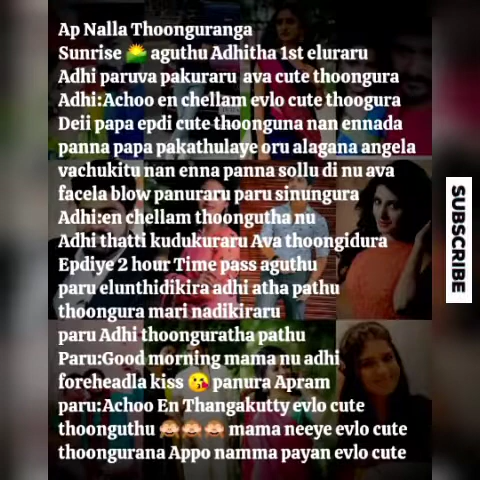 Ap Nalla Thoonguranga
Sunrise 🌅 aguthu Adhitha 1st eluraru
Adhi paruva pakuraru ava cute thoongura
Adhi:Achoo en chellam evlo cute thoogura
Deii papa epdi cute thoonguna nan ennada
panna papa pakathulaye oru alagana angela
vachukitu nan enna panna sollu di nu ava
facela blow panuraru paru sinungura
Adhi:en chellam thoongutha nu
Adhi thatti kudukuraru Ava thoongidura
Epdiye 2 hour Time pass aguthu
paru elunthidikira adhi atha pathu
thoongura mari nadikiraru
paru Adhi thoonguratha pathu
Paru:Good morning mama nu adhi
foreheadla kiss 😘 panura Apram
paru:Achoo En Thangakutty evlo cute
thoonguthu 🙈🙈🙈 mama neeye evlo cute
thoongurana Appo namma payan evlo cute
SUBSCRIBE